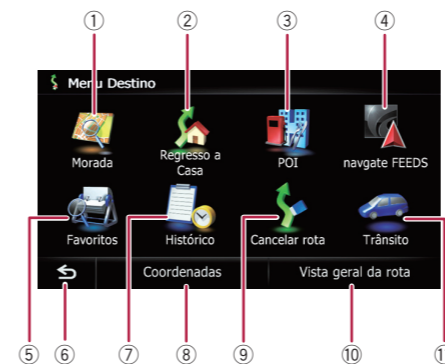 ① ② ③ ④
Menu Destino
Morada
Regresso a
Casa
POI
navgate FEEDS
Favoritos
Histórico
Cancelar rota
Trânsito
Coordenadas
Vista geral da rota
⑤ ⑥ ⑦ ⑧ ⑨ ⑩